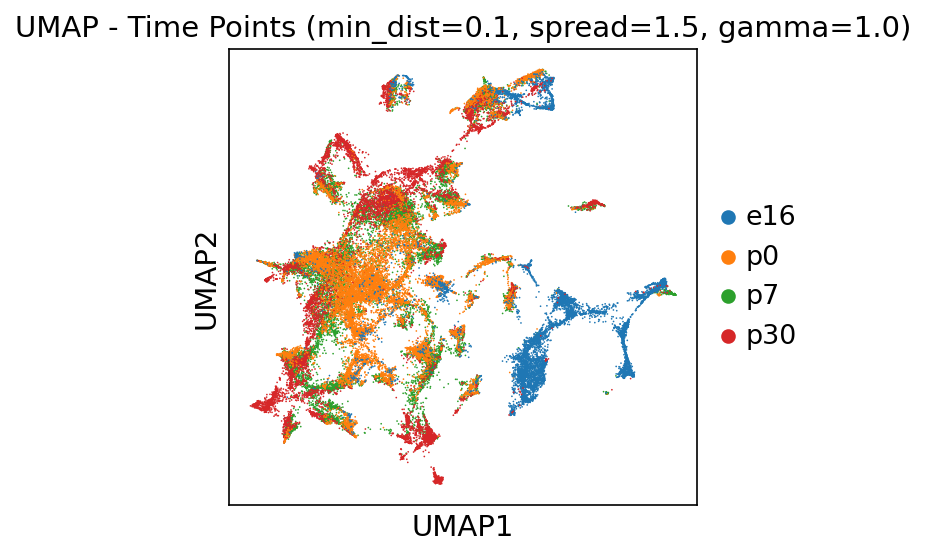 UMAP - Time Points (min_dist=0.1, spread=1.5, gamma=1.0)
UMAP2
e16
p0
p7
p30
UMAP1